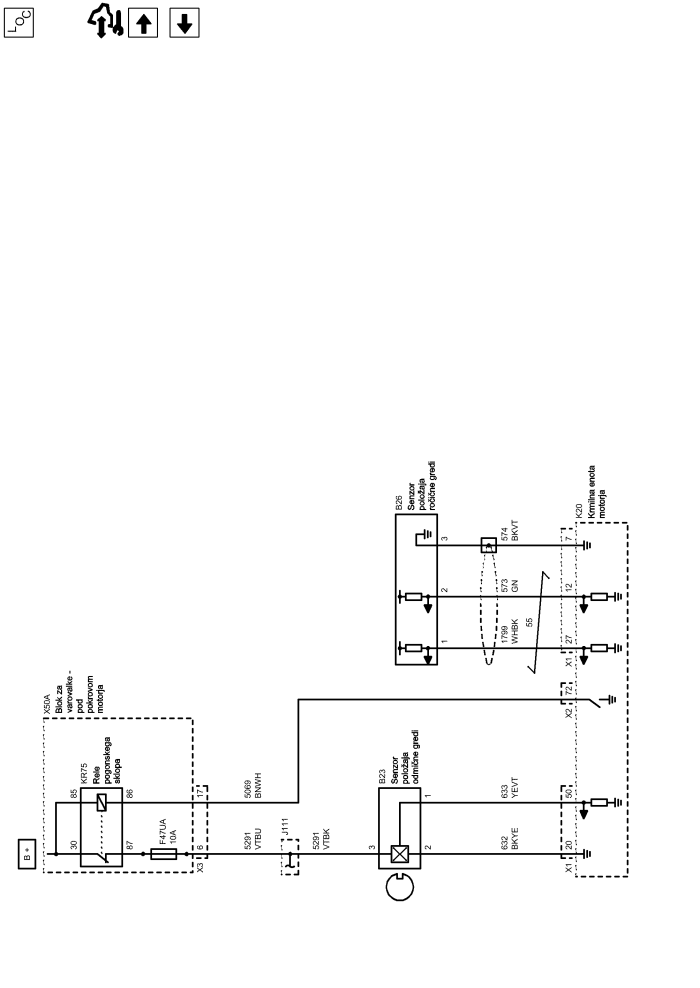 LOC
B26
Senzor
položaja
ročične gredi
3
2
1
574
BKVT
573
GN
1799
WHBK
55
K20
Krmilna enota
motorja
7
12
27
X1
X50A
Blok za
varovalke -
pod
pokrovom
motorja
KR75
Rele
pogonskega
sklopa
85
86
30
87
F47UA
10A
17
6
X3
B+
5069
BNWH
5291
VTBU
J111
5291
VTBK
B23
Senzor
položaja
odmične gredi
3
1
2
633
YEVT
632
BKYE
72
X2
50
20
X1